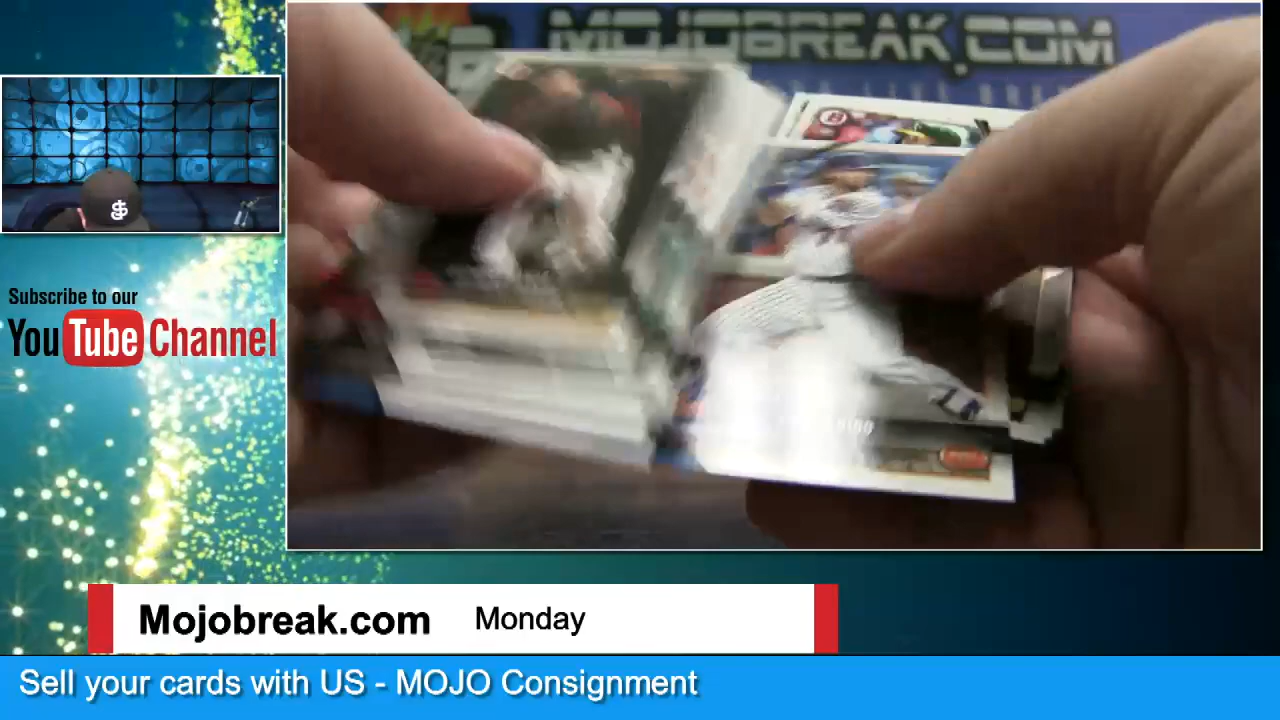 MOJOBREAK.COM
Subscribe to our
YouTube Channel
Mojobreak.com Monday
Sell your cards with US - MOJO Consignment